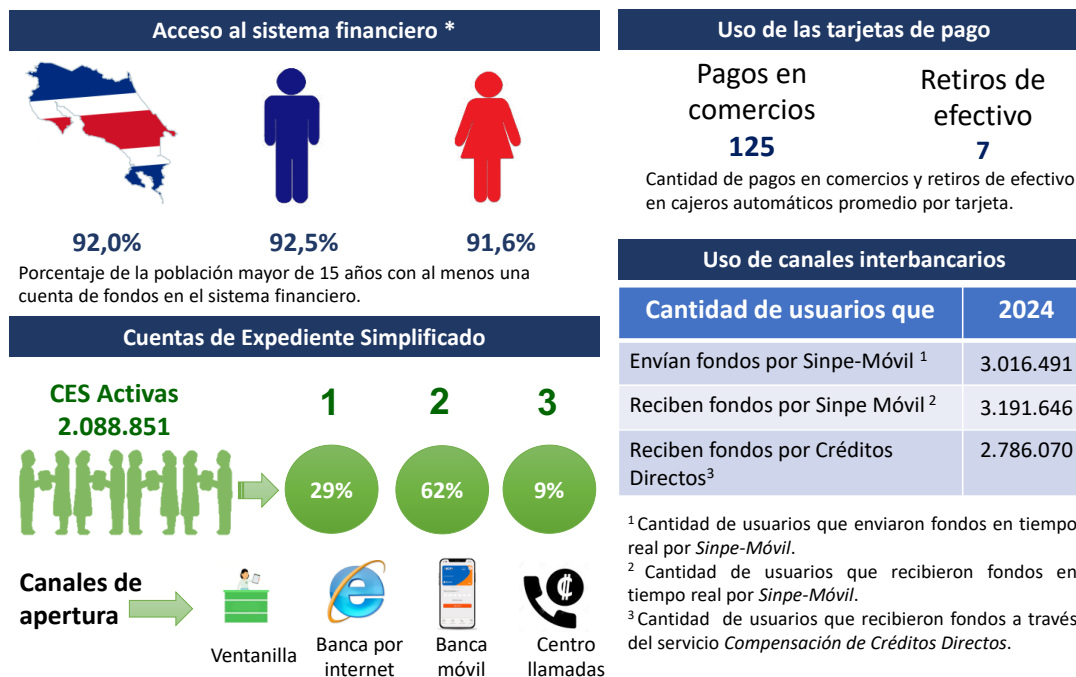 Acceso al sistema financiero *
92,0%
92,5%
91,6%
Porcentaje de la población mayor de 15 años con al menos una
cuenta de fondos en el sistema financiero.
Cuentas de Expediente Simplificado
CES Activas
2.088.851
1
2
3
29%
62%
9%
Canales de
apertura
Ventanilla
Banca por
internet
Banca
móvil
Centro
llamadas
Uso de las tarjetas de pago
Pagos en
comercios
125
Retiros de
efectivo
7
Cantidad de pagos en comercios y retiros de efectivo
en cajeros automáticos promedio por tarjeta.
Uso de canales interbancarios
Cantidad de usuarios que 2024
Envían fondos por Sinpe-Móvil ¹ 3.016.491
Reciben fondos por Sinpe Móvil ² 3.191.646
Reciben fondos por Créditos 2.786.070
Directos³
¹ Cantidad de usuarios que enviaron fondos en tiempo
real por Sinpe-Móvil.
² Cantidad de usuarios que recibieron fondos en
tiempo real por Sinpe-Móvil.
³ Cantidad de usuarios que recibieron fondos a través
del servicio Compensación de Créditos Directos.